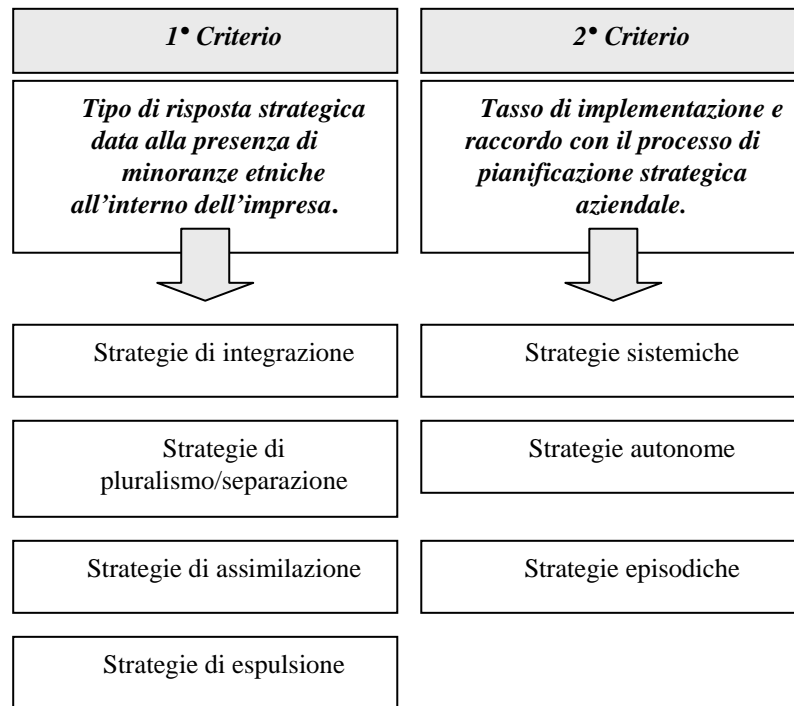 1• Criterio
Tipo di risposta strategica
data alla presenza di
minoranze etniche
all’interno dell’impresa.
Strategie di integrazione
Strategie di
pluralismo/separazione
Strategie di assimilazione
Strategie di espulsione
2• Criterio
Tasso di implementazione e
raccordo con il processo di
pianificazione strategica
aziendale.
Strategie sistemiche
Strategie autonome
Strategie episodiche